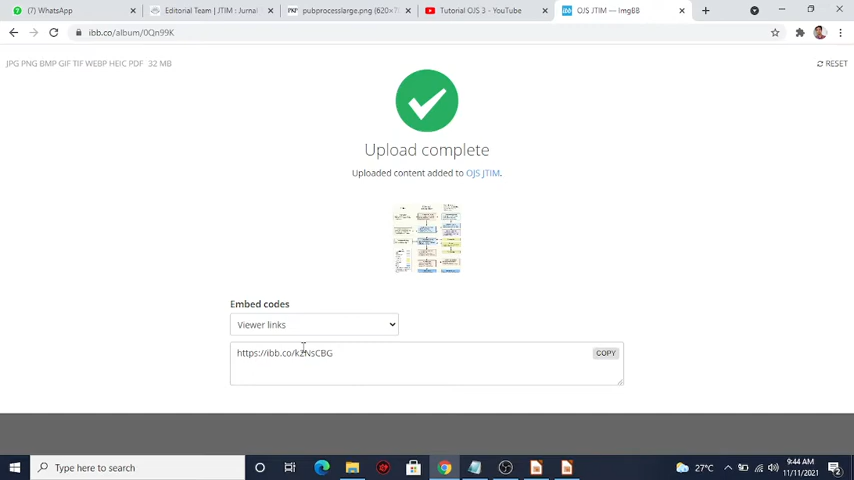 (7) WhatsApp
Editorial Team | JTIM : Jurnal
PKP
pubprocesslarge.png (620×7
Tutorial OJS 3 - YouTube
OJS JTIM — ImgBB
ibb.co/album/0Qn99K
JPG PNG BMP GIF TIF WEBP HEIC PDF 32 MB
RESET
Upload complete
Uploaded content added to OJS JTIM.
Embed codes
Viewer links
https://ibb.co/kZNsCBG
COPY
Type here to search
27°C
9:44 AM
11/11/2021
2